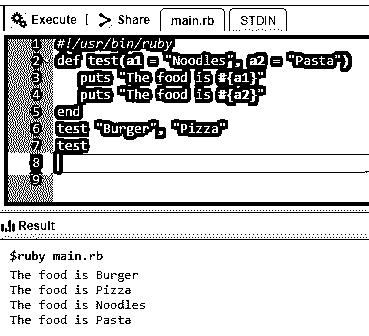 Execute [ > Share main.rb STDIN
1 #!/usr/bin/ruby
2 def test(a1 = "Noodles", a2 = "Pasta")
3 puts "The food is #{a1}"
4 puts "The food is #{a2}"
5 end
6 test "Burger", "Pizza"
7 test
8
9
Result
$ruby main.rb
The food is Burger
The food is Pizza
The food is Noodles
The food is Pasta